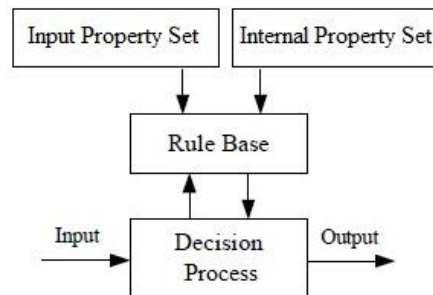 Input Property Set
Internal Property Set
Rule Base
Input
Decision
Process
Output